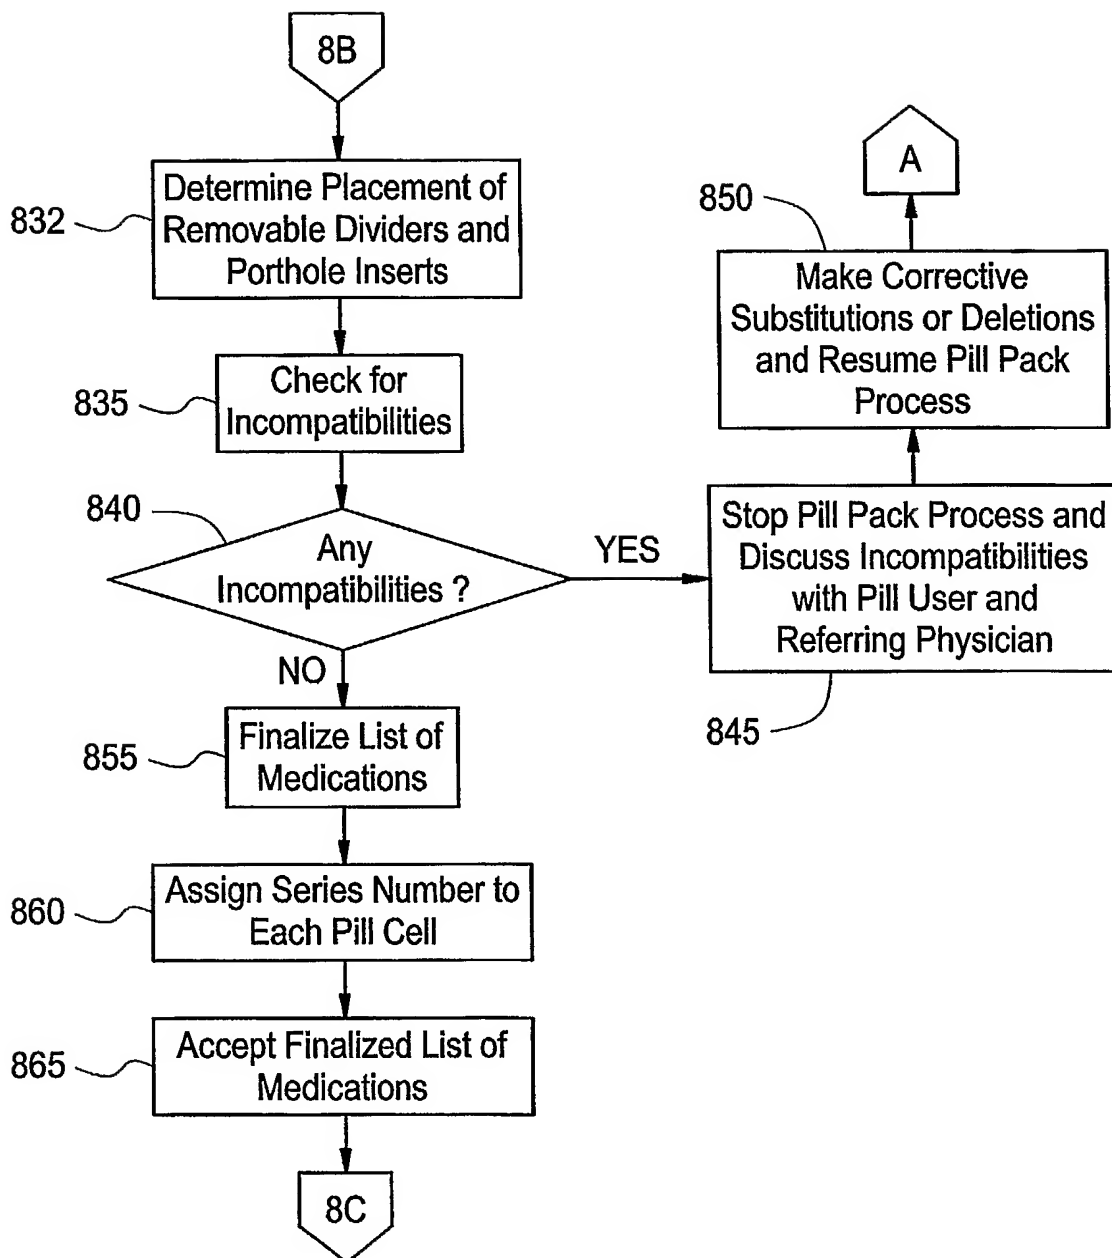 8B
832
Determine Placement of
Removable Dividers and
Porthole Inserts
835
Check for
Incompatibilities
840
Any
Incompatibilities ?
YES
NO
A
850
Make Corrective
Substitutions or Deletions
and Resume Pill Pack
Process
Stop Pill Pack Process and
Discuss Incompatibilities
with Pill User and
Referring Physician
845
855
Finalize List of
Medications
860
Assign Series Number to
Each Pill Cell
865
Accept Finalized List of
Medications
8C